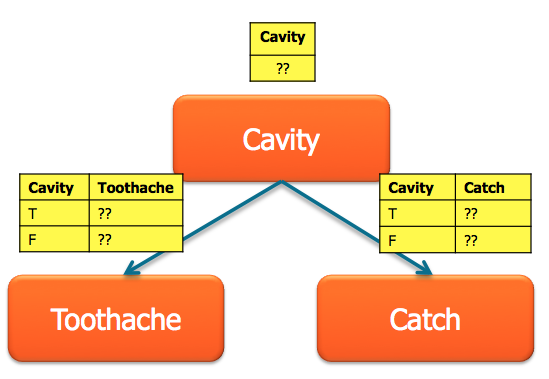 Cavity
??
Cavity
Cavity Toothache
T ??
F ??
Cavity Catch
T ??
F ??
Toothache
Catch